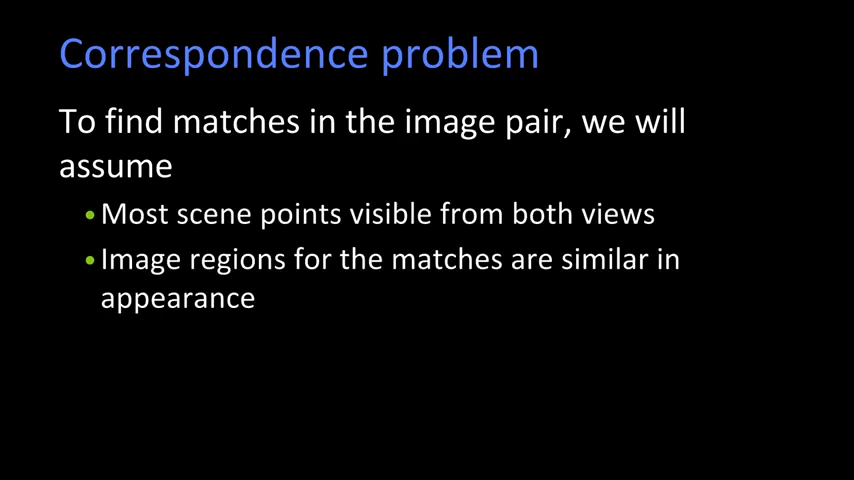 Correspondence problem
To find matches in the image pair, we will
assume
•Most scene points visible from both views
•Image regions for the matches are similar in
appearance